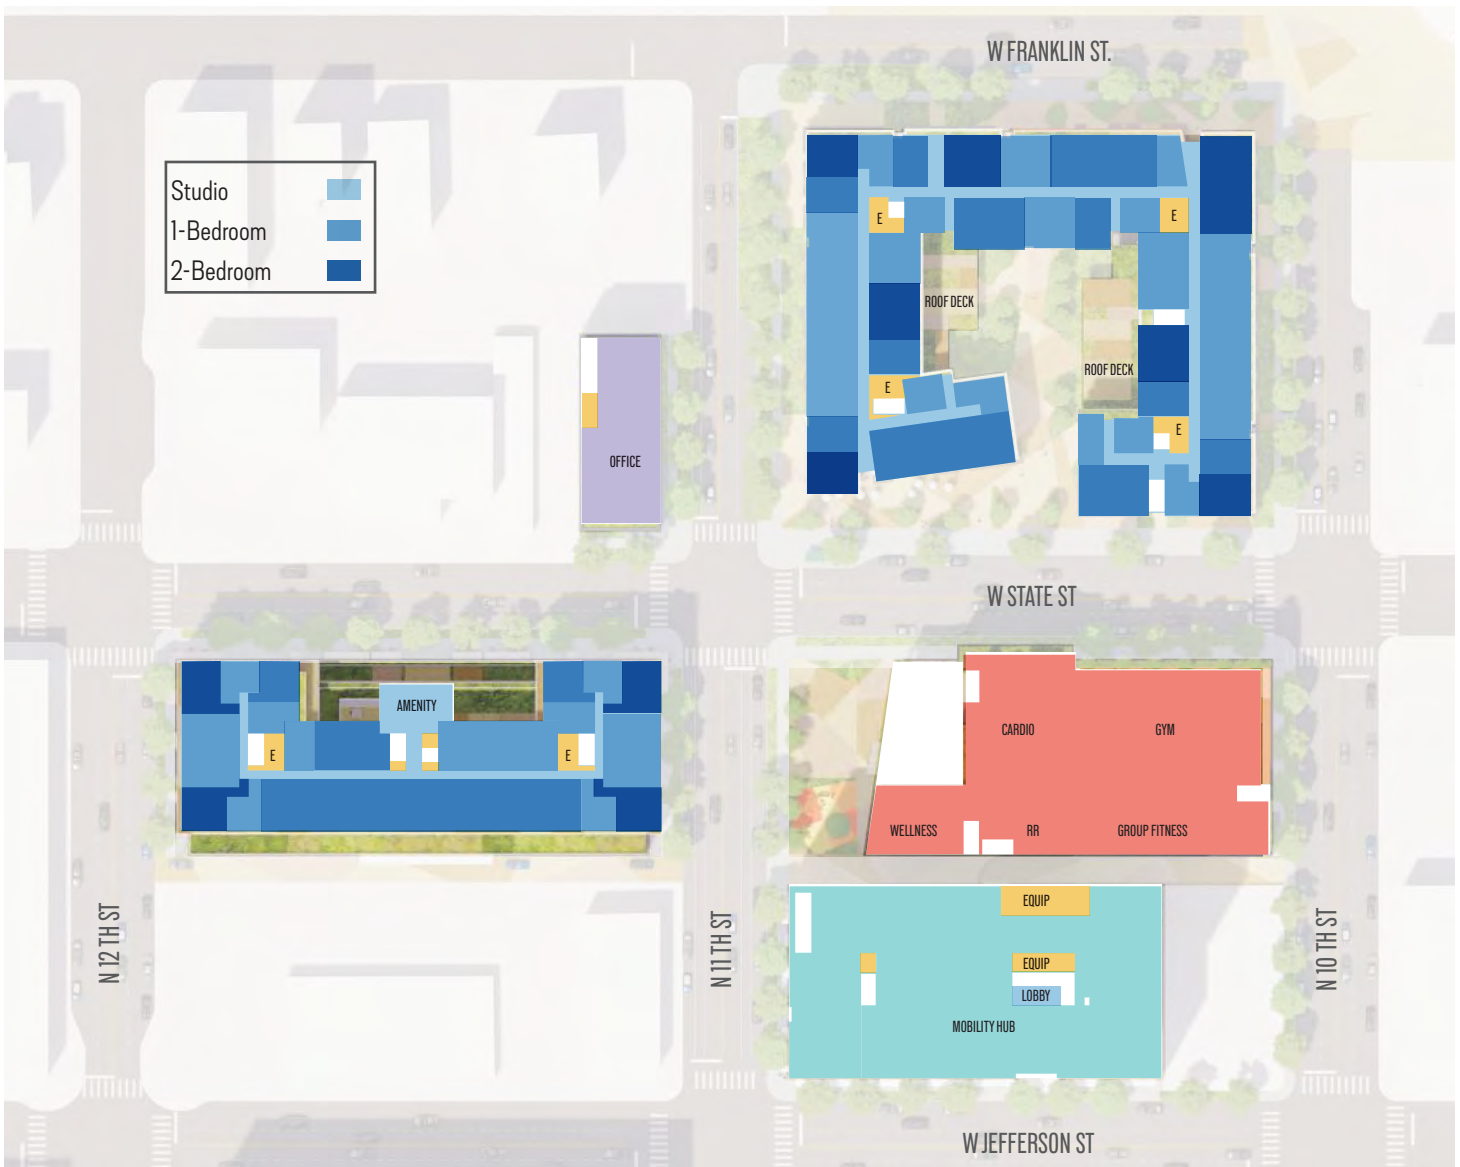 W FRANKLIN ST.
Studio
1-Bedroom
2-Bedroom
E
E
ROOF DECK
ROOF DECK
E
E
OFFICE
W STATE ST
AMENITY
E
E
CARDIO
GYM
WELLNESS
RR
GROUP FITNESS
EQUIP
EQUIP
LOBBY
MOBILITY HUB
N 12 TH ST
N 11 TH ST
N 10 TH ST
W JEFFERSON ST